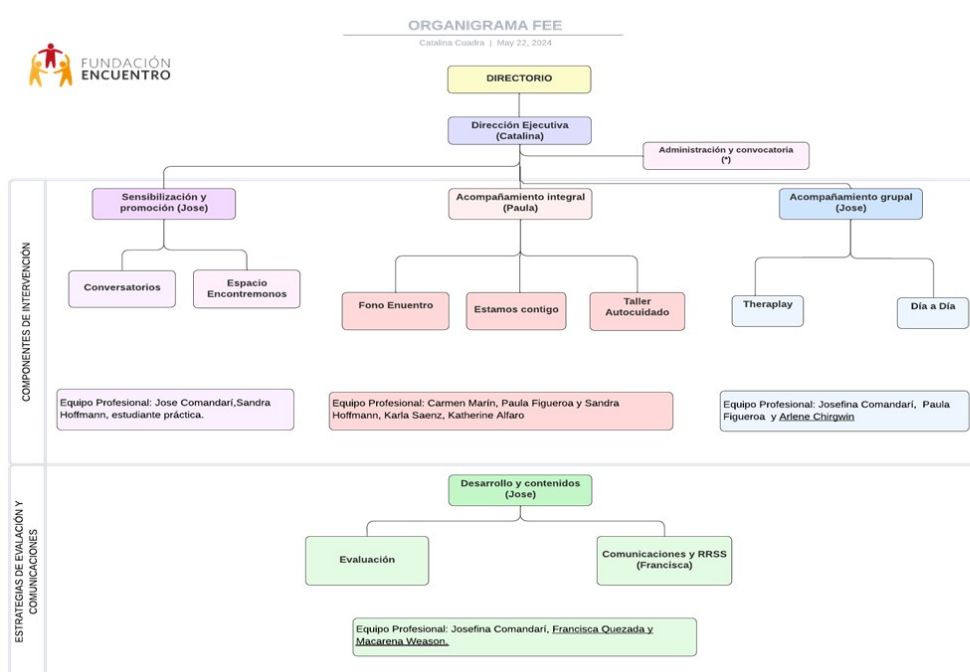 ORGANIGRAMA FEE
Catalina Cuadra | May 22, 2024
FUNDACIÓN
ENCUENTRO
DIRECTORIO
Dirección Ejecutiva
(Catalina)
Administración y convocatoria
(*)
COMPONENTES DE INTERVENCIÓN
Sensibilización y
promoción (Jose)
Acompañamiento integral
(Paula)
Acompañamiento grupal
(Jose)
Conversatorios
Espacio
Encontremonos
Fono Enuentro
Estamos contigo
Taller
Autocuidado
Theraplay
Día a Día
Equipo Profesional: Jose Comandarí,Sandra
Hoffmann, estudiante práctica.
Equipo Profesional: Carmen Marín, Paula Figueroa y Sandra
Hoffmann, Karla Saenz, Katherine Alfaro
Equipo Profesional: Josefina Comandarí, Paula
Figueroa y Arlene Chirgwin
ESTRATEGIAS DE EVALACIÓN Y
COMUNICACIONES
Desarrollo y contenidos
(Jose)
Evaluación
Comunicaciones y RRSS
(Francisca)
Equipo Profesional: Josefina Comandarí, Francisca Quezada y
Macarena Weason.